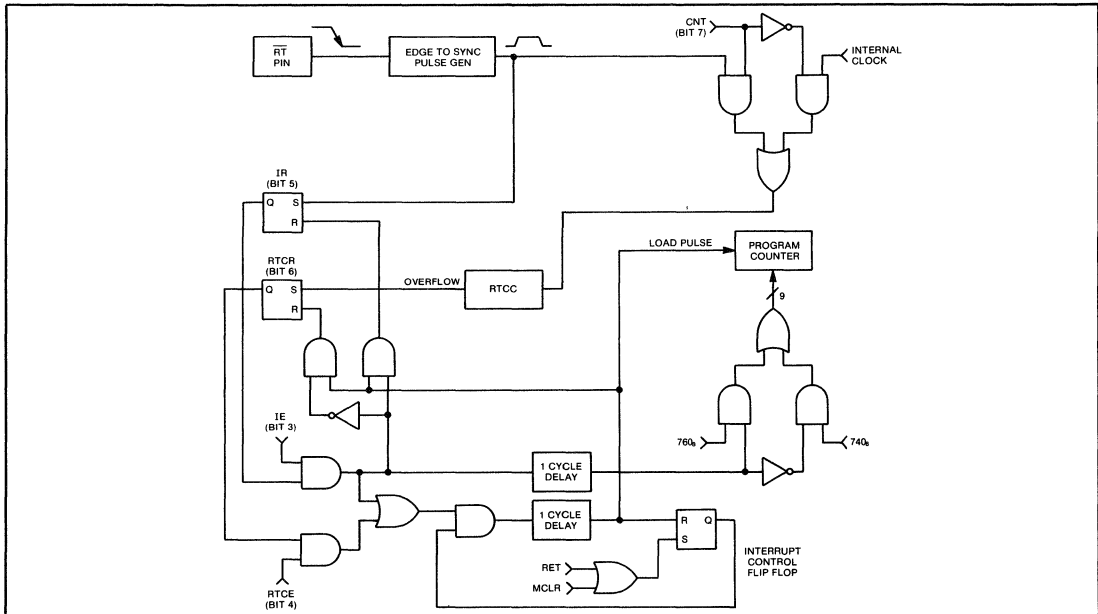 RT
PIN
EDGE TO SYNC
PULSE GEN
CNT
(BIT 7)
INTERNAL
CLOCK
IR
(BIT 5)
Q S
R
LOAD PULSE
PROGRAM
COUNTER
RTCR
(BIT 6)
Q S
R
OVERFLOW
RTCC
9
IE
(BIT 3)
760₈
740₈
1 CYCLE
DELAY
1 CYCLE
DELAY
R Q
S
RET
MCLR
INTERRUPT
CONTROL
FLIP FLOP
RTCE
(BIT 4)